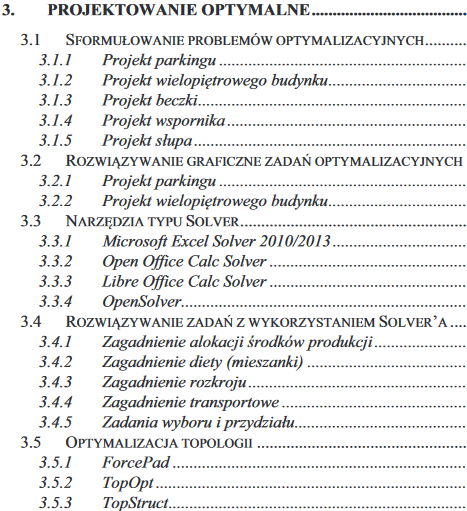 3. PROJEKTOWANIE OPTYMALNE........................................
3.1 SFORMUŁOWANIE PROBLEMÓW OPTYMALIZACYJNYCH..........
3.1.1 Projekt parkingu ...............................................................
3.1.2 Projekt wielopiętrowego budynku...................................
3.1.3 Projekt beczki....................................................................
3.1.4 Projekt wspornika .............................................................
3.1.5 Projekt słupa .....................................................................
3.2 ROZWIĄZYWANIE GRAFICZNE ZADAŃ OPTYMALIZACYJNYCH
3.2.1 Projekt parkingu ...............................................................
3.2.2 Projekt wielopiętrowego budynku...................................
3.3 NARZĘDZIA TYPU SOLVER................................................
3.3.1 Microsoft Excel Solver 2010/2013 ..................................
3.3.2 Open Office Calc Solver ..................................................
3.3.3 Libre Office Calc Solver ..................................................
3.3.4 OpenSolver.......................................................................
3.4 ROZWIĄZYWANIE ZADAŃ Z WYKORZYSTANIEM SOLVER’A ....
3.4.1 Zagadnienie alokacji środków produkcji........................
3.4.2 Zagadnienie diety (mieszanki) ........................................
3.4.3 Zagadnienie rozkroju.......................................................
3.4.4 Zagadnienie transportowe ...............................................
3.4.5 Zadania wyboru i przydziału............................................
3.5 OPTYMALIZACJA TOPOLOGII ............................................
3.5.1 ForcePad ..........................................................................
3.5.2 TopOpt .............................................................................
3.5.3 TopStruct..........................................................................